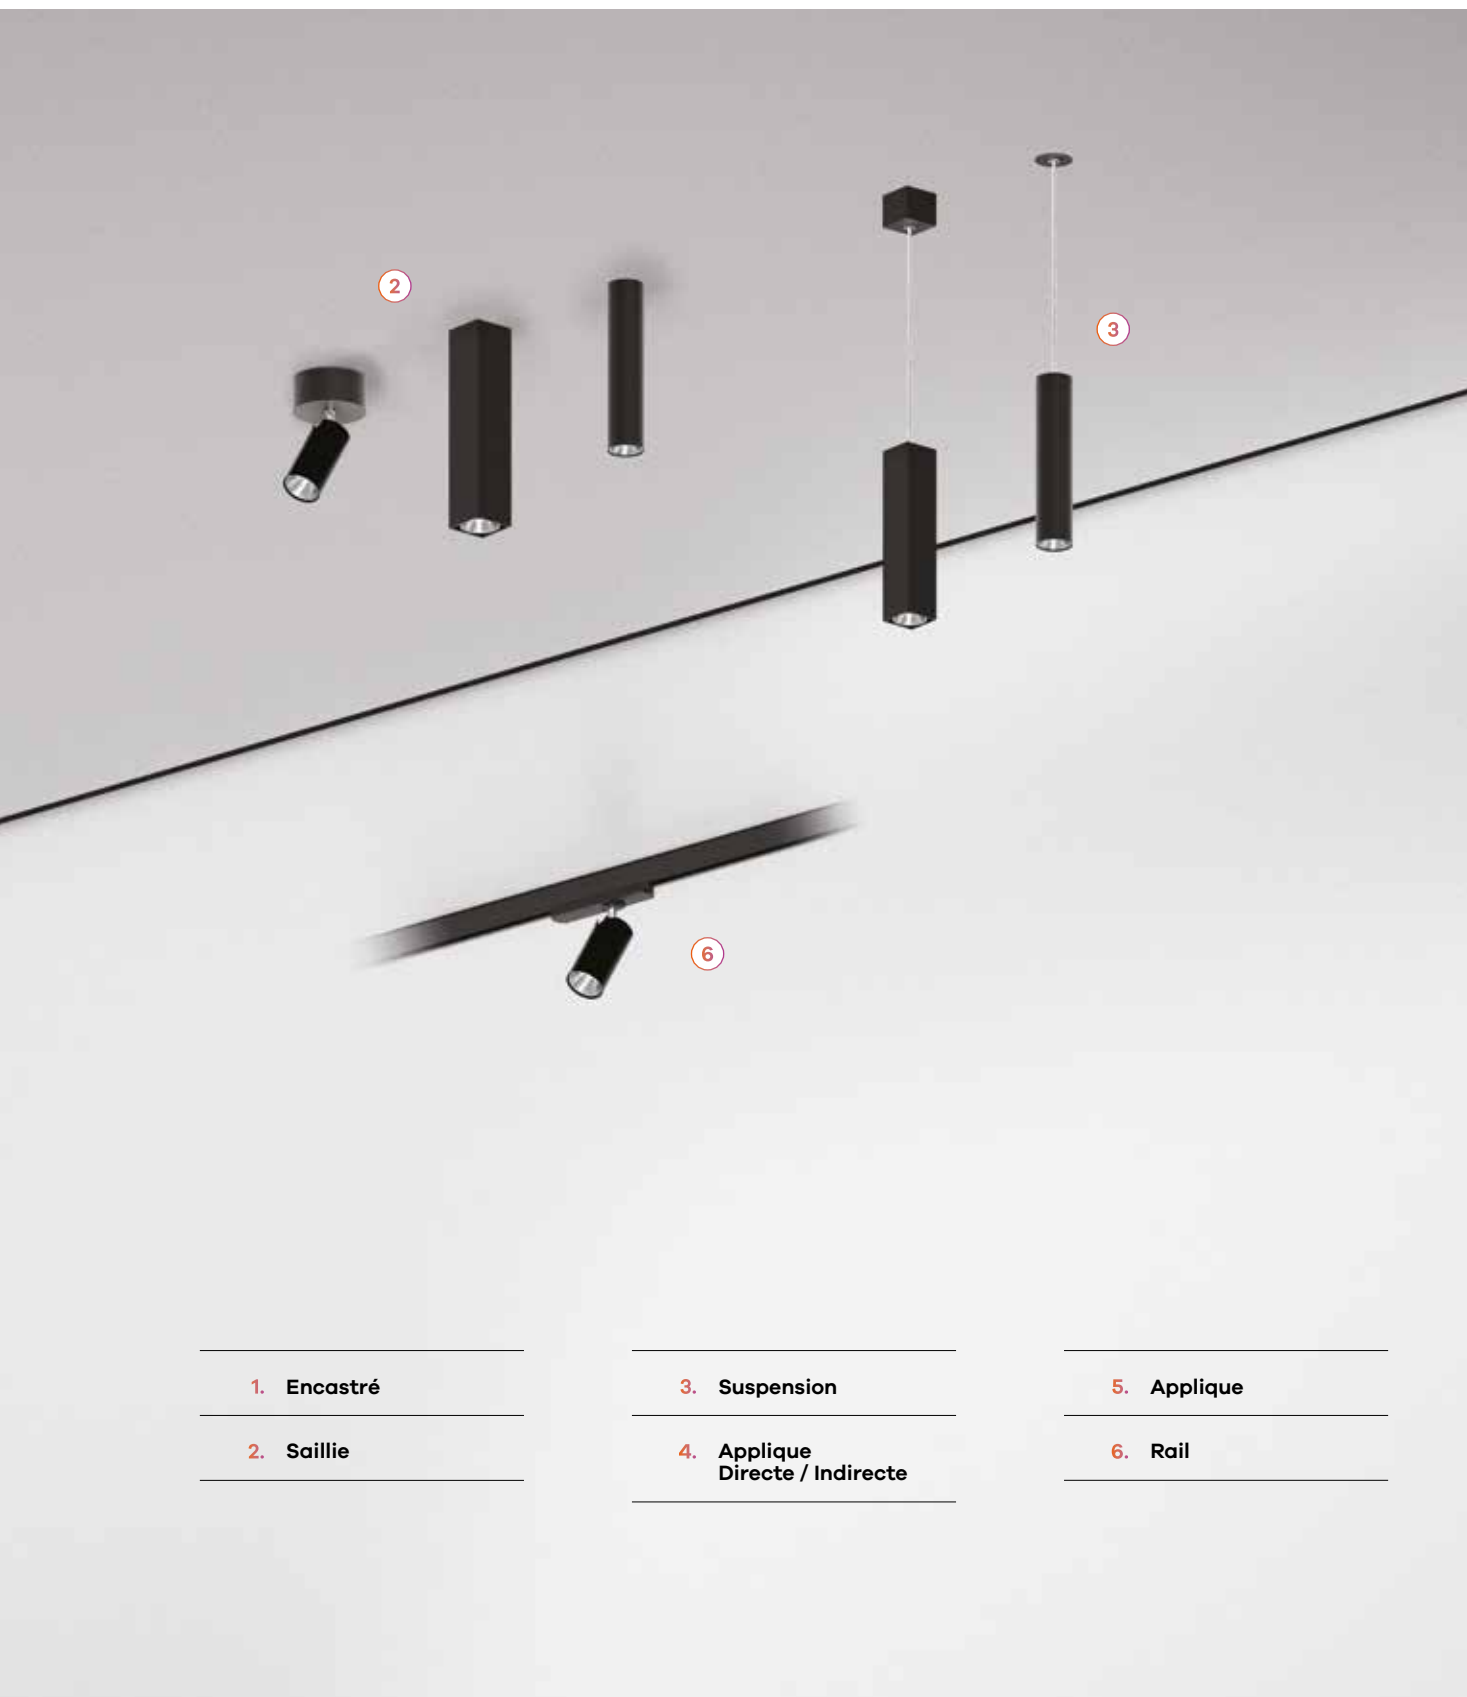 2
3
6
1. Encastré
2. Saillie
3. Suspension
4. Applique
Directe / Indirecte
5. Applique
6. Rail